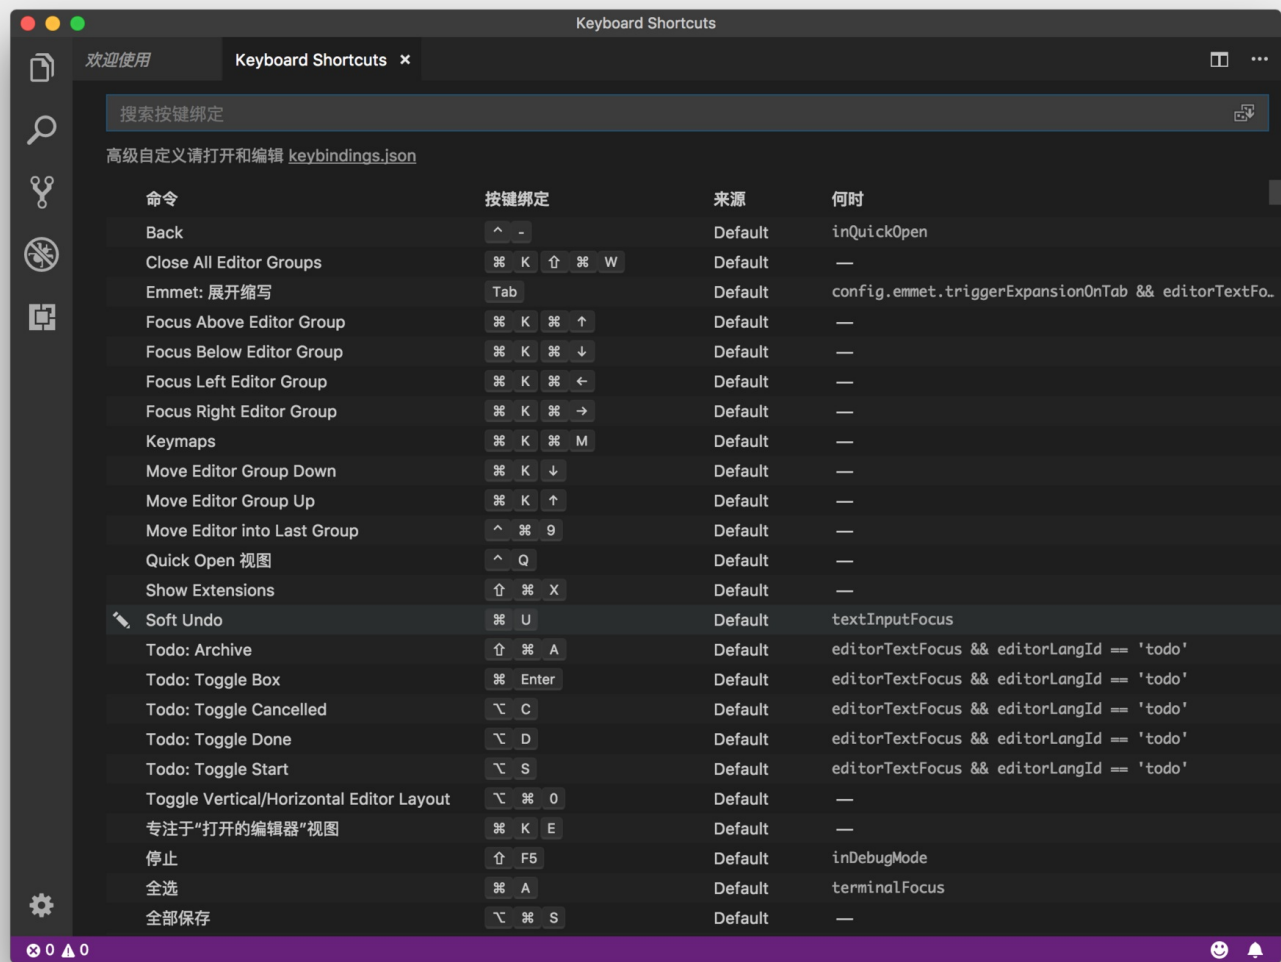 Keyboard Shortcuts
欢迎使用 Keyboard Shortcuts ×
搜索按键绑定
高级自定义请打开和编辑 keybindings.json
命令 按键绑定 来源 何时
Back ^ - Default inQuickOpen
Close All Editor Groups ⌘ K ⇧ ⌘ W Default —
Emmet: 展开缩写 Tab Default config.emmet.triggerExpansionOnTab && editorTextFo…
Focus Above Editor Group ⌘ K ⌘ ↑ Default —
Focus Below Editor Group ⌘ K ⌘ ↓ Default —
Focus Left Editor Group ⌘ K ⌘ ← Default —
Focus Right Editor Group ⌘ K ⌘ → Default —
Keymaps ⌘ K ⌘ M Default —
Move Editor Group Down ⌘ K ↓ Default —
Move Editor Group Up ⌘ K ↑ Default —
Move Editor into Last Group ^ ⌘ 9 Default —
Quick Open 视图 ^ Q Default —
Show Extensions ⇧ ⌘ X Default —
Soft Undo ⌘ U Default textInputFocus
Todo: Archive ⇧ ⌘ A Default editorTextFocus && editorLangId == 'todo'
Todo: Toggle Box ⌘ Enter Default editorTextFocus && editorLangId == 'todo'
Todo: Toggle Cancelled ⌥ C Default editorTextFocus && editorLangId == 'todo'
Todo: Toggle Done ⌥ D Default editorTextFocus && editorLangId == 'todo'
Todo: Toggle Start ⌥ S Default editorTextFocus && editorLangId == 'todo'
Toggle Vertical/Horizontal Editor Layout ⌥ ⌘ 0 Default —
专注于“打开的编辑器”视图 ⌘ K E Default —
停止 ⇧ F5 Default inDebugMode
全选 ⌘ A Default terminalFocus
全部保存 ⌥ ⌘ S Default —
0 0